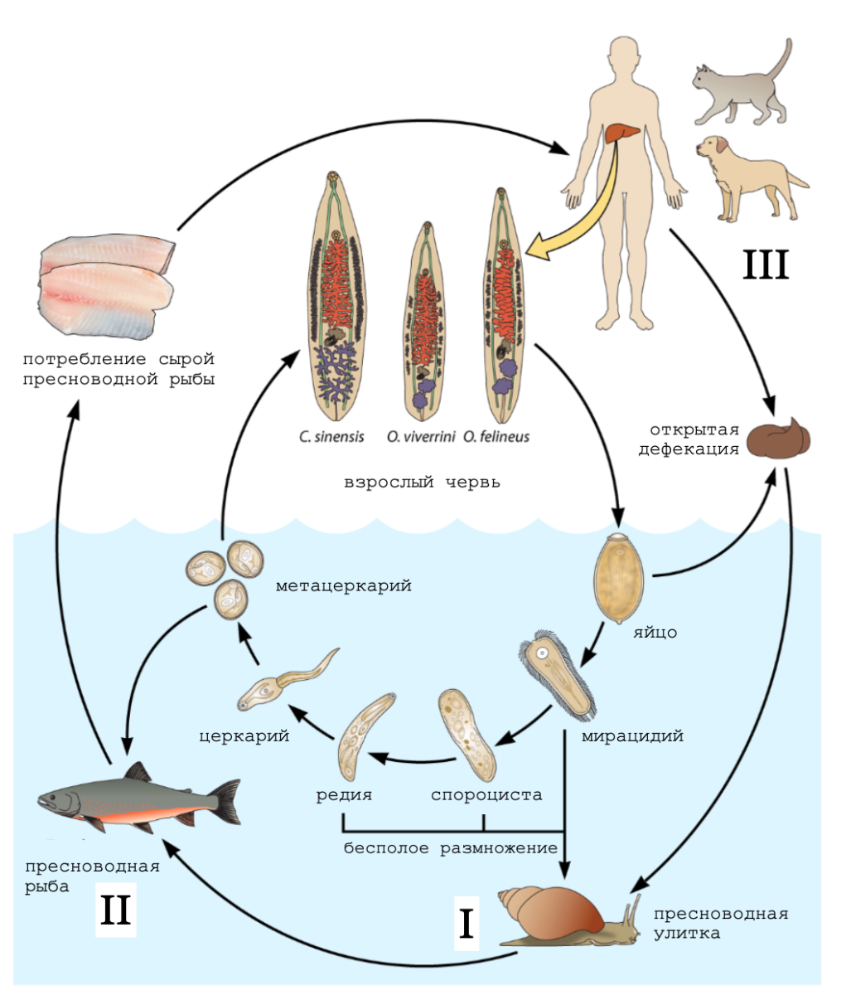 III
потребление сырой
пресноводной рыбы
C. sinensis
O. viverrini
O. felineus
открытая
дефекация
взрослый червь
метацеркарий
яйцо
церкарий
мирацидий
редия
спороциста
бесполое размножение
пресноводная
рыба
II
I
пресноводная
улитка